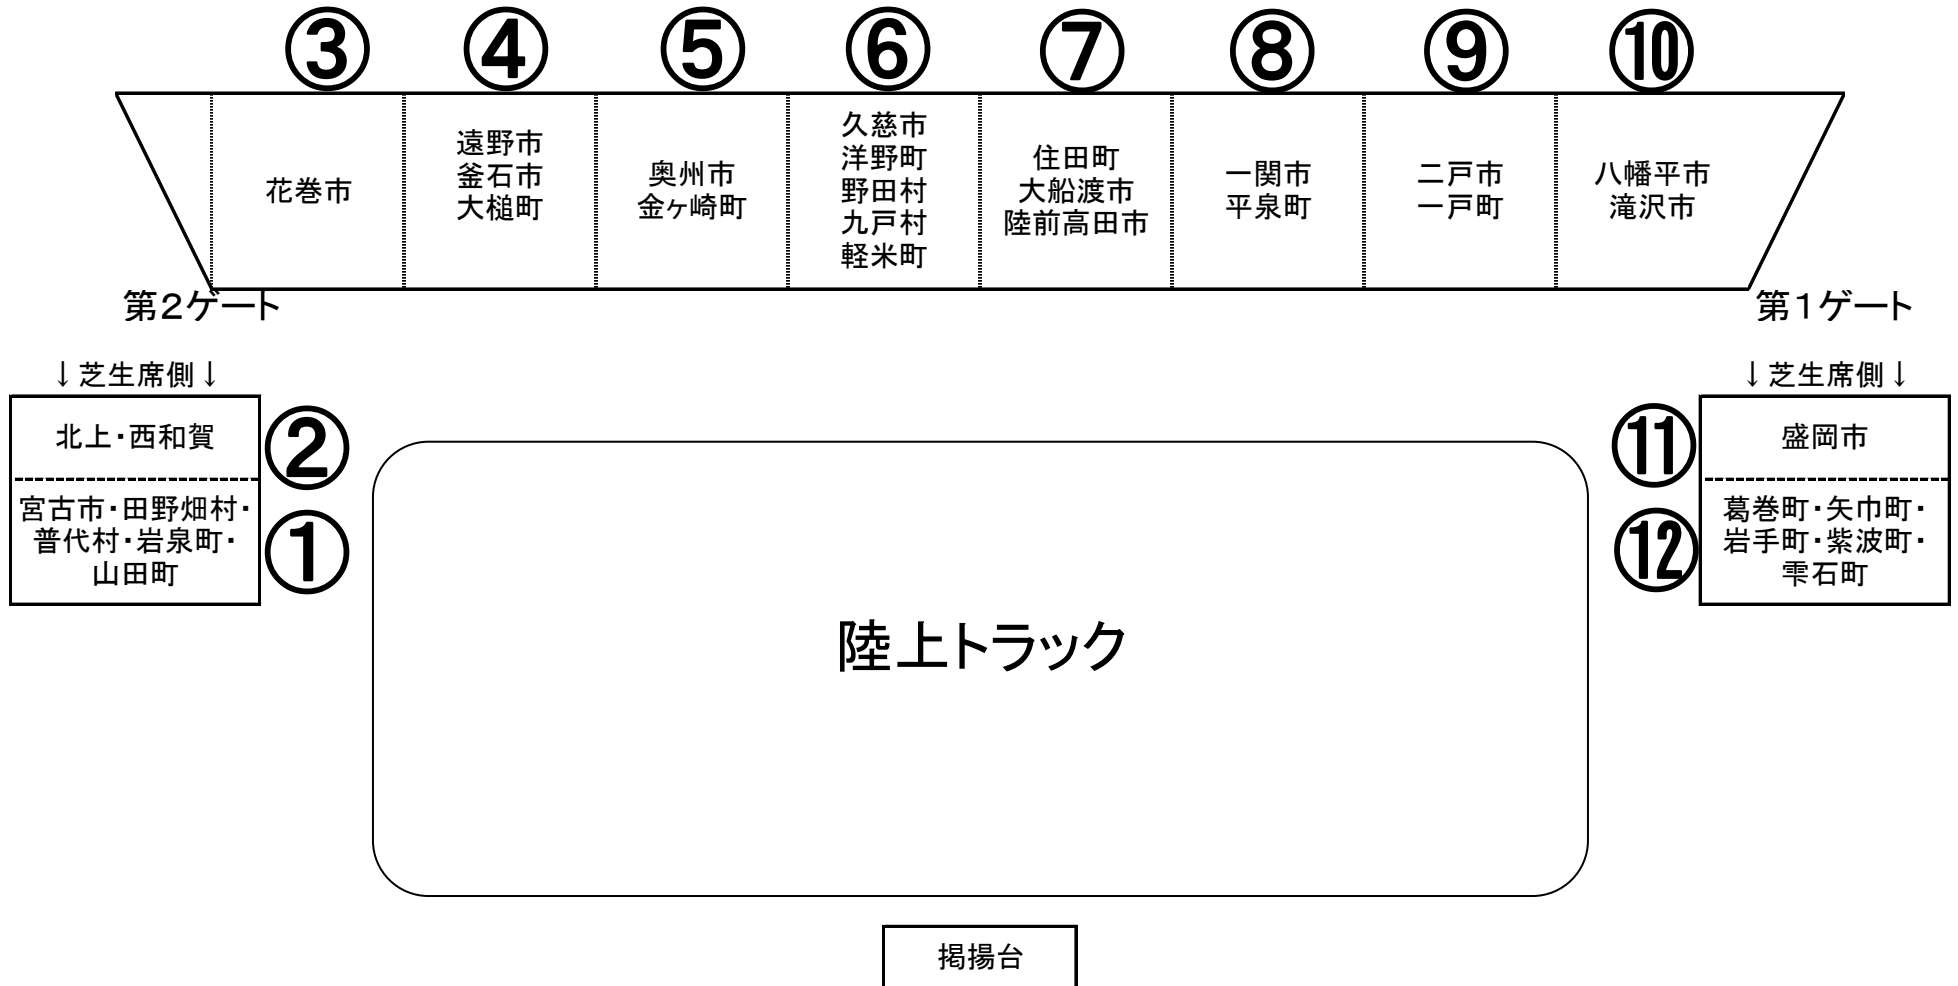 ③
④
⑤
⑥
⑦
⑧
⑨
⑩
花巻市
遠野市
釜石市
大槌町
奥州市
金ヶ崎町
久慈市
洋野町
野田村
九戸村
軽米町
住田町
大船渡市
陸前高田市
一関市
平泉町
二戸市
一戸町
八幡平市
滝沢市
第2ゲート
第1ゲート
↓芝生席側↓
北上・西和賀
②
宮古市・田野畑村・
普代村・岩泉町・
山田町
①
↓芝生席側↓
⑪
盛岡市
⑫
葛巻町・矢巾町・
岩手町・紫波町・
雫石町
陸上トラック
掲揚台